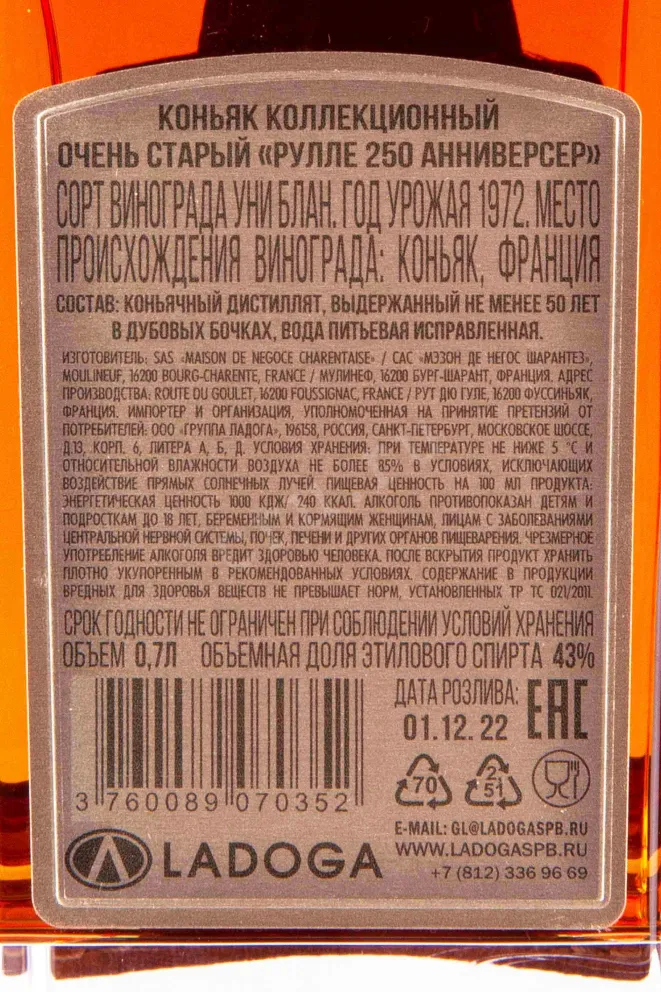 КОНЬЯК КОЛЛЕКЦИОННЫЙ
ОЧЕНЬ СТАРЫЙ «РУЛЛЕ 250 АННИВЕРСЕР»
СОРТ ВИНОГРАДА УНИ БЛАН. ГОД УРОЖАЯ 1972. МЕСТО
ПРОИСХОЖДЕНИЯ ВИНОГРАДА: КОНЬЯК, ФРАНЦИЯ
СОСТАВ: КОНЬЯЧНЫЙ ДИСТИЛЛЯТ, ВЫДЕРЖАННЫЙ НЕ МЕНЕЕ 50 ЛЕТ
В ДУБОВЫХ БОЧКАХ, ВОДА ПИТЬЕВАЯ ИСПРАВЛЕННАЯ.
ИЗГОТОВИТЕЛЬ: SAS «MAISON DE NEGOCE CHARENTAISE» / САС «МЭЗОН ДЕ НЕГОС ШАРАНТЕЗ»,
MOULINEUF, 16200 BOURG-CHARENTE, FRANCE / МУЛИНЕФ, 16200 БУРГ-ШАРАНТ, ФРАНЦИЯ. АДРЕС
ПРОИЗВОДСТВА: ROUTE DU GOULET, 16200 FOUSSIGNAC, FRANCE / РУТ ДЮ ГУЛЕ, 16200 ФУССИНЬЯК,
ФРАНЦИЯ. ИМПОРТЕР И ОРГАНИЗАЦИЯ, УПОЛНОМОЧЕННАЯ НА ПРИНЯТИЕ ПРЕТЕНЗИЙ ОТ
ПОТРЕБИТЕЛЕЙ: ООО «ГРУППА ЛАДОГА», 196158, РОССИЯ, САНКТ-ПЕТЕРБУРГ, МОСКОВСКОЕ ШОССЕ,
Д.13, КОРП. 6, ЛИТЕРА А, Б, Д. УСЛОВИЯ ХРАНЕНИЯ: ПРИ ТЕМПЕРАТУРЕ НЕ НИЖЕ 5 °С И
ОТНОСИТЕЛЬНОЙ ВЛАЖНОСТИ ВОЗДУХА НЕ БОЛЕЕ 85% В УСЛОВИЯХ, ИСКЛЮЧАЮЩИХ
ВОЗДЕЙСТВИЕ ПРЯМЫХ СОЛНЕЧНЫХ ЛУЧЕЙ. ПИЩЕВАЯ ЦЕННОСТЬ НА 100 МЛ ПРОДУКТА:
ЭНЕРГЕТИЧЕСКАЯ ЦЕННОСТЬ 1000 КДЖ/ 240 ККАЛ. АЛКОГОЛЬ ПРОТИВОПОКАЗАН ДЕТЯМ И
ПОДРОСТКАМ ДО 18 ЛЕТ, БЕРЕМЕННЫМ И КОРМЯЩИМ ЖЕНЩИНАМ, ЛИЦАМ С ЗАБОЛЕВАНИЯМИ
ЦЕНТРАЛЬНОЙ НЕРВНОЙ СИСТЕМЫ, ПОЧЕК, ПЕЧЕНИ И ДРУГИХ ОРГАНОВ ПИЩЕВАРЕНИЯ. ЧРЕЗМЕРНОЕ
УПОТРЕБЛЕНИЕ АЛКОГОЛЯ ВРЕДИТ ЗДОРОВЬЮ ЧЕЛОВЕКА. ПОСЛЕ ВСКРЫТИЯ ПРОДУКТ ХРАНИТЬ
ПЛОТНО УКУПОРЕННЫМ В РЕКОМЕНДОВАННЫХ УСЛОВИЯХ. СОДЕРЖАНИЕ В ПРОДУКЦИИ
ВРЕДНЫХ ДЛЯ ЗДОРОВЬЯ ВЕЩЕСТВ НЕ ПРЕВЫШАЕТ НОРМ, УСТАНОВЛЕННЫХ ТР ТС 021/2011.
СРОК ГОДНОСТИ НЕ ОГРАНИЧЕН ПРИ СОБЛЮДЕНИИ УСЛОВИЙ ХРАНЕНИЯ
ОБЪЕМ 0,7Л ОБЪЕМНАЯ ДОЛЯ ЭТИЛОВОГО СПИРТА 43%
ДАТА РОЗЛИВА:
01.12.22
EAC
70
2
51
3 760089 070352
E-MAIL: GL@LADOGASPB.RU
WWW.LADOGASPB.RU
+7 (812) 336 96 69
LADOGA